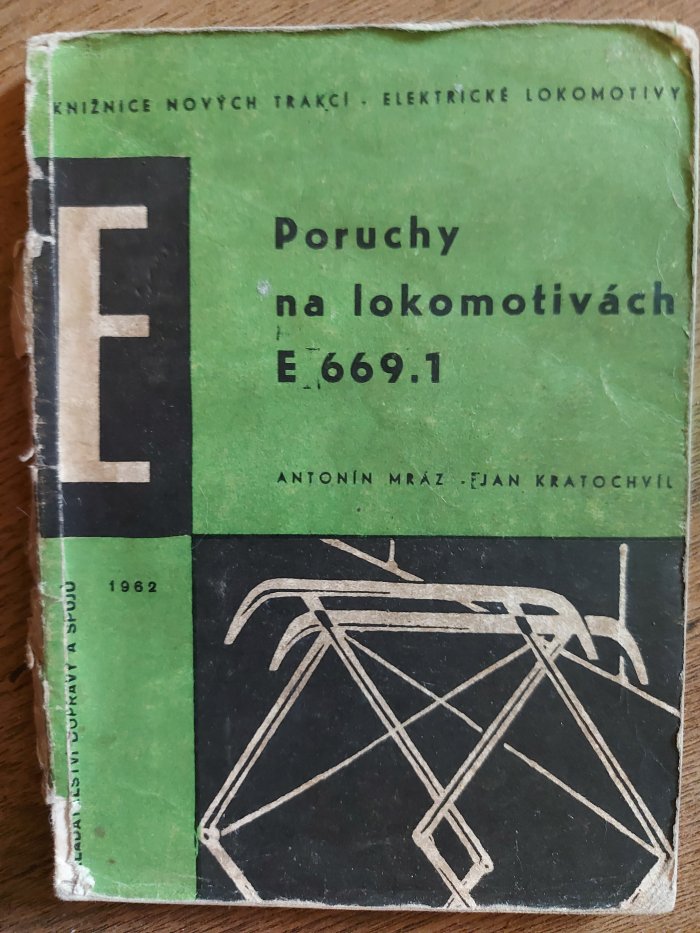 KNIŽNICE NOVÝCH TRAKCÍ . ELEKTRICKÉ LOKOMOTIVY
E
Poruchy
na lokomotivách
E 669.1
ANTONÍN MRÁZ . JAN KRATOCHVÍL
1962
DOPRAVY A SPOJŮ